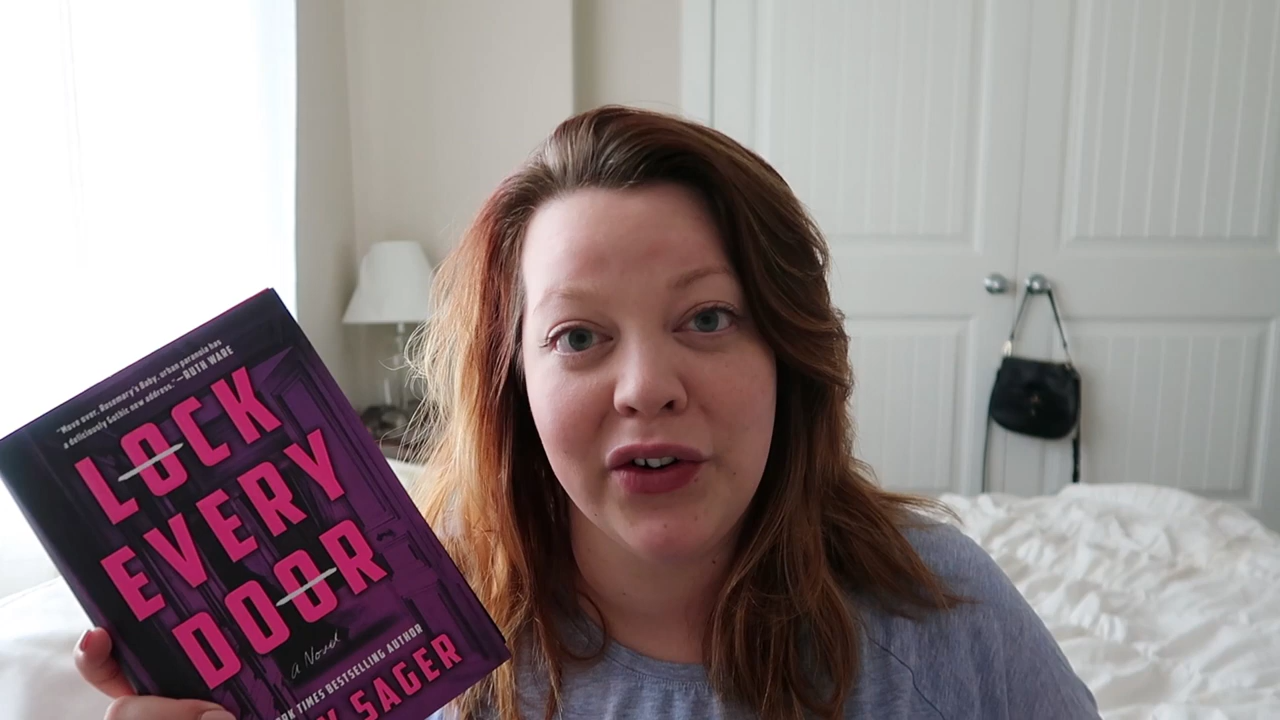 "Move over, Rosemary's Baby, urban paranoia has
a deliciously Gothic new address." —RUTH WARE
LOCK
EVERY
DOOR
a Novel
TIMES BESTSELLING AUTHOR
SAGER